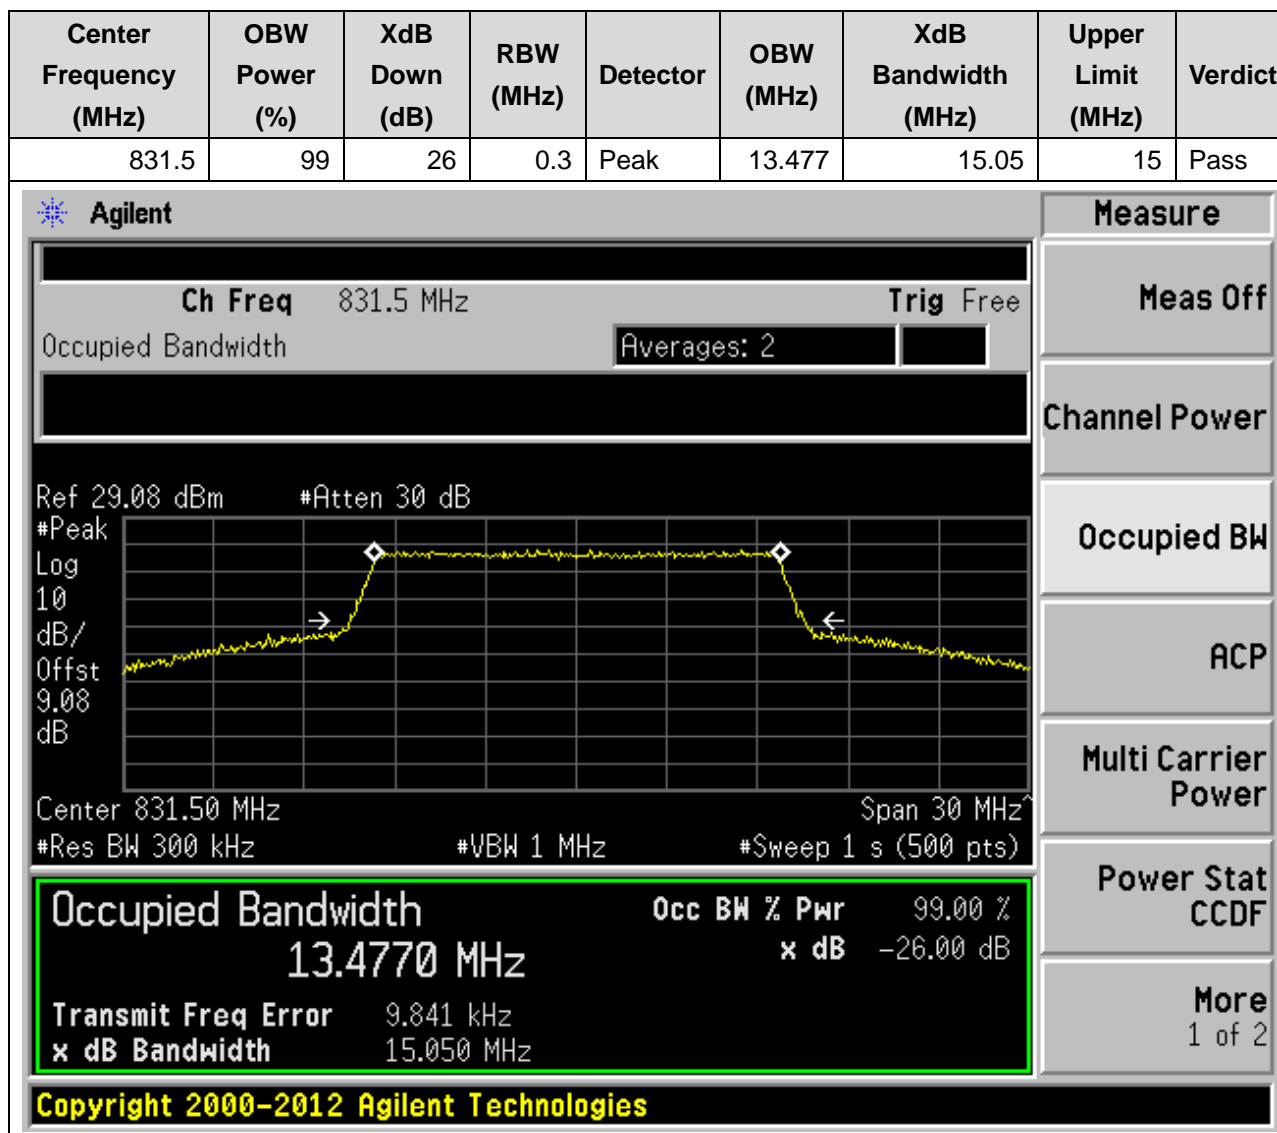 Center Frequency (MHz) OBW Power (%) XdB Down (dB) RBW (MHz) Detector OBW (MHz) XdB Bandwidth (MHz) Upper Limit (MHz) Verdict
831.5 99 26 0.3 Peak 13.477 15.05 15 Pass
Agilent
Measure
Ch Freq 831.5 MHz Trig Free
Meas Off
Occupied Bandwidth Averages: 2
Channel Power
Ref 29.08 dBm #Atten 30 dB
#Peak
Log
10
dB/
Offst
9.08
dB
Occupied BW
ACP
Multi Carrier
Power
Center 831.50 MHz Span 30 MHz^
#Res BW 300 kHz #VBW 1 MHz #Sweep 1 s (500 pts)
Power Stat
CCDF
Occupied Bandwidth Occ BW % Pwr 99.00 %
13.4770 MHz x dB -26.00 dB
Transmit Freq Error 9.841 kHz
x dB Bandwidth 15.050 MHz
More
1 of 2
Copyright 2000-2012 Agilent Technologies